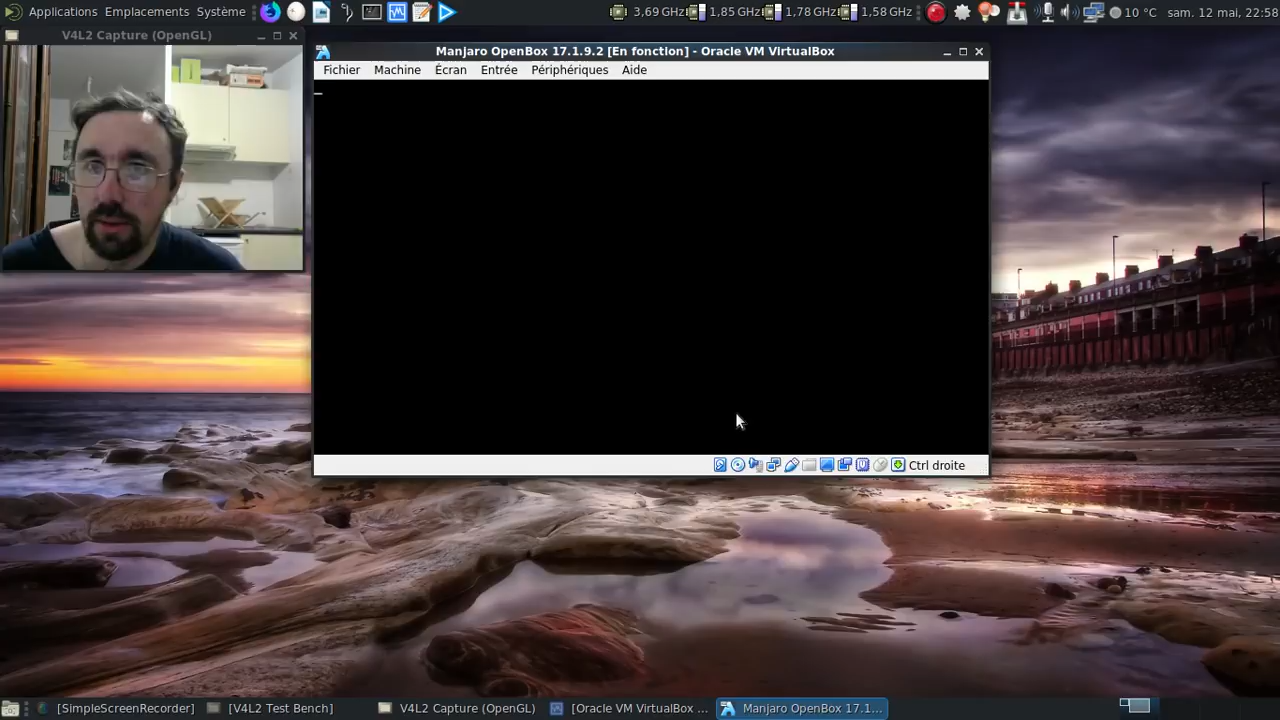 Applications Emplacements Système
3,69 GHz 1,85 GHz 1,78 GHz 1,58 GHz
10 °C sam. 12 mai, 22:58
V4L2 Capture (OpenGL)
Manjaro OpenBox 17.1.9.2 [En fonction] - Oracle VM VirtualBox
Fichier Machine Écran Entrée Périphériques Aide
Ctrl droite
[SimpleScreenRecorder] [V4L2 Test Bench] V4L2 Capture (OpenGL) [Oracle VM VirtualBox ... Manjaro OpenBox 17.1...